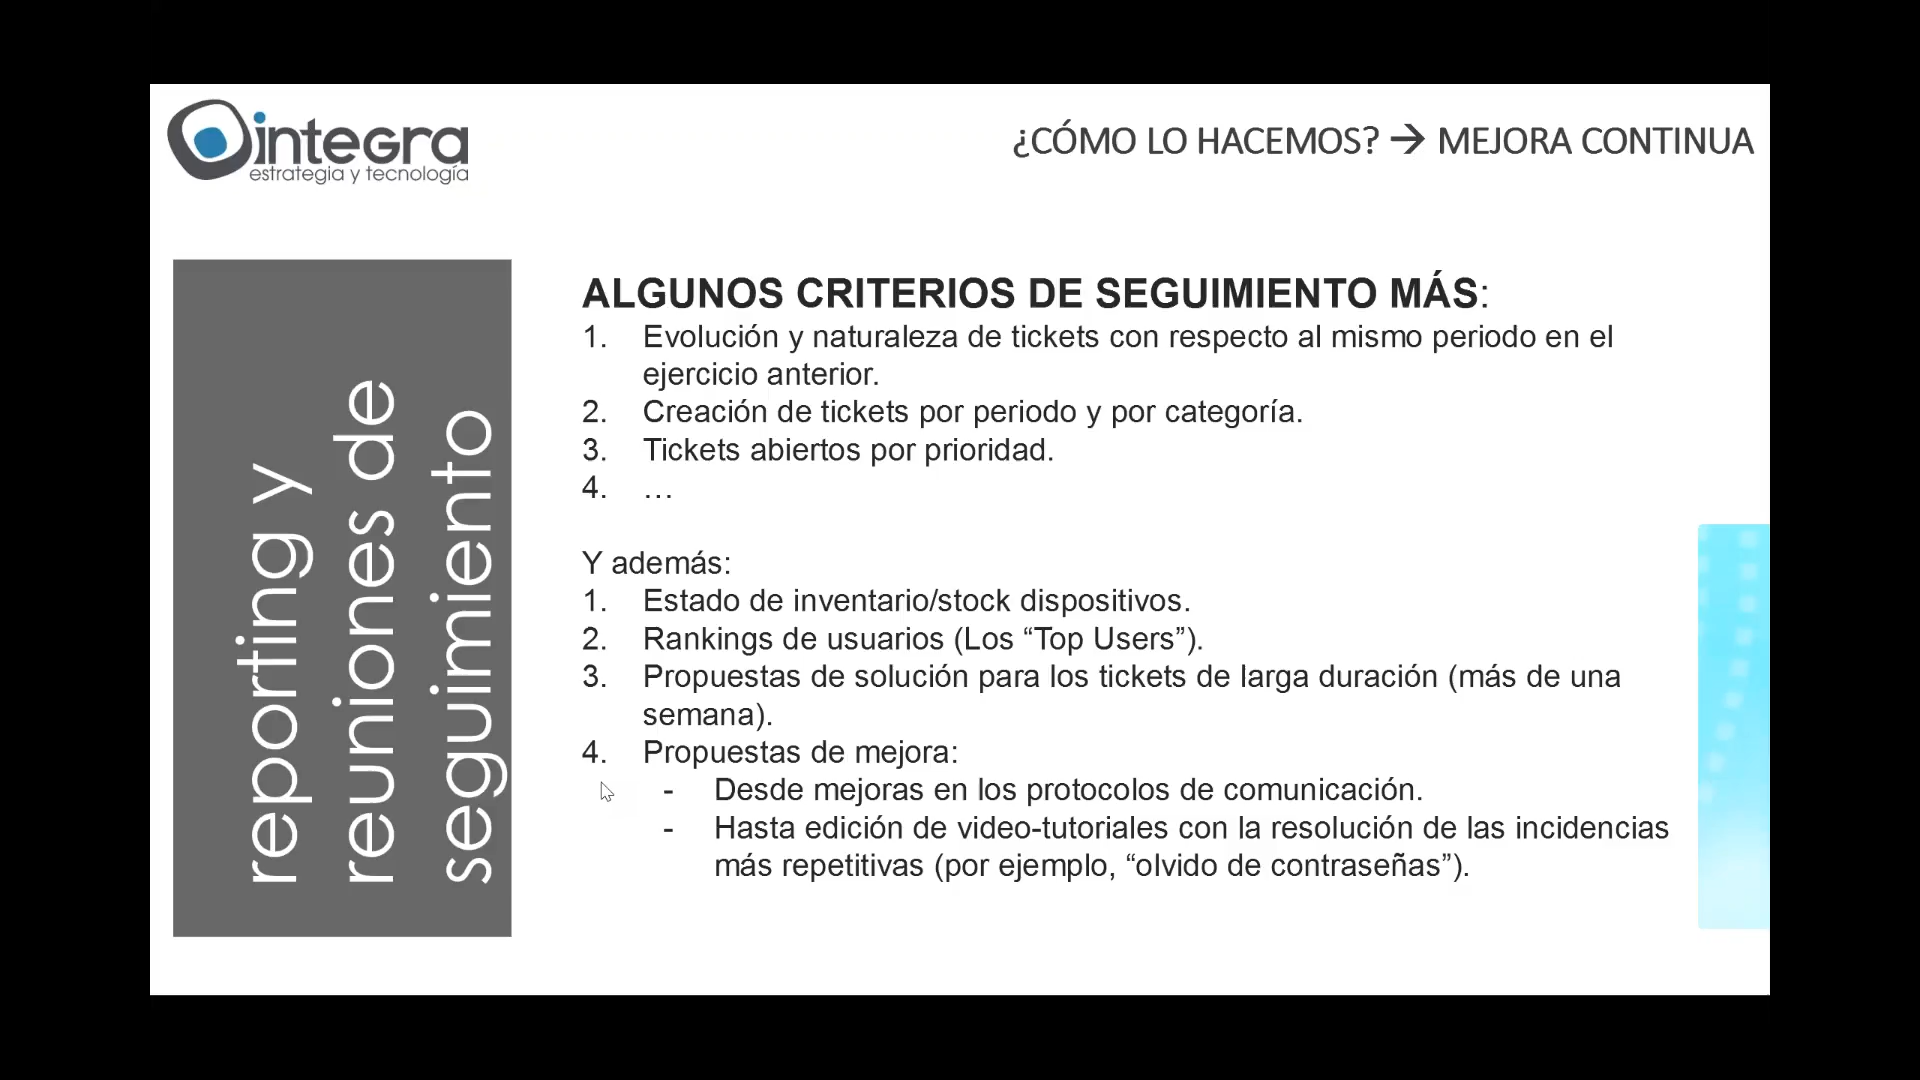 integra
estrategia y tecnología
¿CÓMO LO HACEMOS? → MEJORA CONTINUA
reporting y
reuniones de
seguimiento
ALGUNOS CRITERIOS DE SEGUIMIENTO MÁS:
1. Evolución y naturaleza de tickets con respecto al mismo periodo en el
ejercicio anterior.
2. Creación de tickets por periodo y por categoría.
3. Tickets abiertos por prioridad.
4. …
Y además:
1. Estado de inventario/stock dispositivos.
2. Rankings de usuarios (Los “Top Users”).
3. Propuestas de solución para los tickets de larga duración (más de una
semana).
4. Propuestas de mejora:
- Desde mejoras en los protocolos de comunicación.
- Hasta edición de video-tutoriales con la resolución de las incidencias
más repetitivas (por ejemplo, “olvido de contraseñas”).